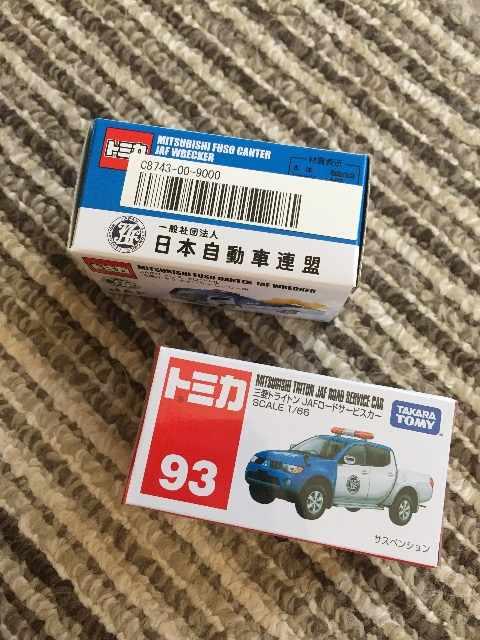 トミカ
MITSUBISHI FUSO CANTER
JAF WRECKER
C8743-00-9000
一般社団法人
日本自動車連盟
トミカ
MITSUBISHI FUSO CANTER JAF WRECKER
トミカ
93
MITSUBISHI TRITON JAF ROAD SERVICE CAR
三菱トライトン JAFロードサービスカー
SCALE 1/66
TAKARA
TOMY
サスペンション